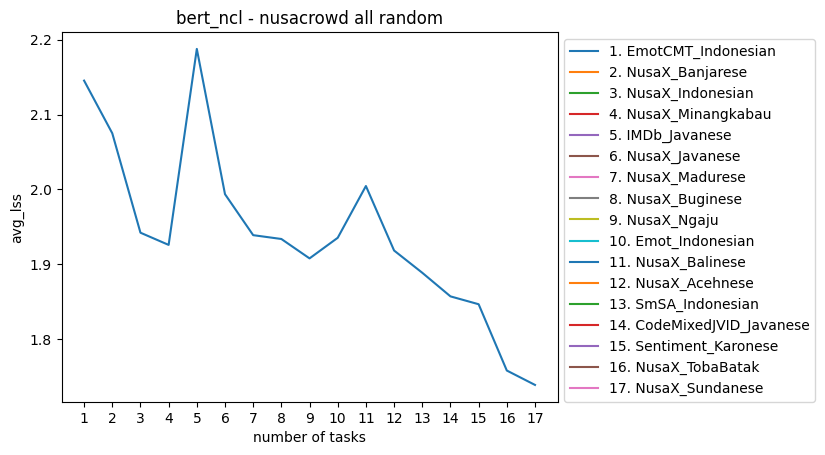 bert_ncl - nusacrowd all random
2.2
2.1
2.0
1.9
1.8
avg_lss
1 2 3 4 5 6 7 8 9 10 11 12 13 14 15 16 17
number of tasks
1. EmotCMT_Indonesian
2. NusaX_Banjarese
3. NusaX_Indonesian
4. NusaX_Minangkabau
5. IMDb_Javanese
6. NusaX_Javanese
7. NusaX_Madurese
8. NusaX_Buginese
9. NusaX_Ngaju
10. Emot_Indonesian
11. NusaX_Balinese
12. NusaX_Acehnese
13. SmSA_Indonesian
14. CodeMixedJVID_Javanese
15. Sentiment_Karonese
16. NusaX_TobaBatak
17. NusaX_Sundanese